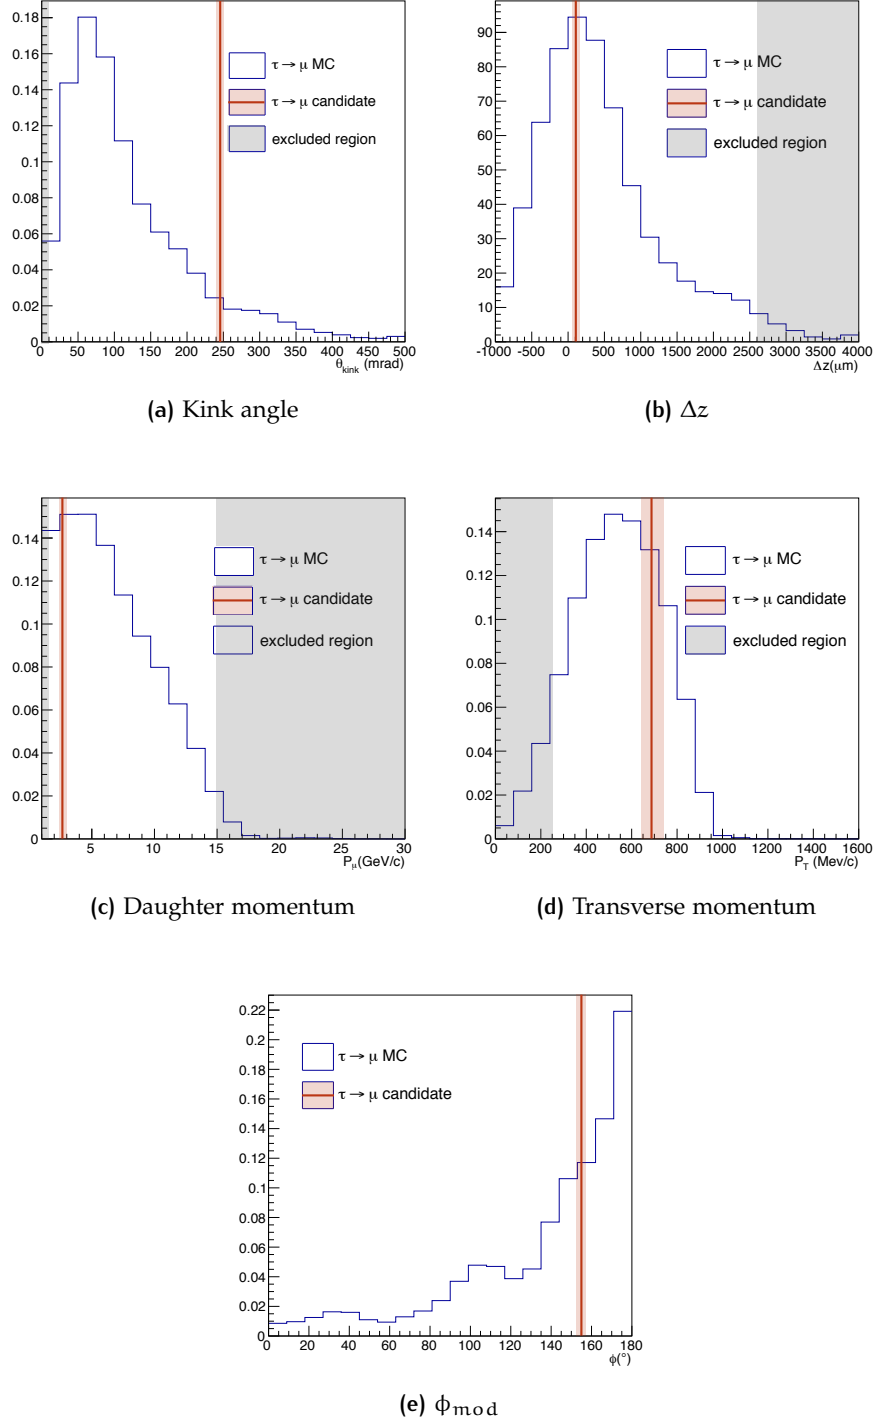 0.18
0.16
0.14
0.12
0.1
0.08
0.06
0.04
0.02
0
τ → μ MC
τ → μ candidate
excluded region
0 50 100 150 200 250 300 350 400 450 500
θkink (mrad)
(a) Kink angle
90
80
70
60
50
40
30
20
10
0
τ → μ MC
τ → μ candidate
excluded region
-1000 -500 0 500 1000 1500 2000 2500 3000 3500 4000
Δz(μm)
(b) Δz
0.14
0.12
0.1
0.08
0.06
0.04
0.02
0
τ → μ MC
τ → μ candidate
excluded region
5 10 15 20 25 30
Pμ(GeV/c)
(c) Daughter momentum
0.14
0.12
0.1
0.08
0.06
0.04
0.02
0
τ → μ MC
τ → μ candidate
excluded region
0 200 400 600 800 1000 1200 1400 1600
PT (Mev/c)
(d) Transverse momentum
0.22
0.2
0.18
0.16
0.14
0.12
0.1
0.08
0.06
0.04
0.02
0
τ → μ MC
τ → μ candidate
0 20 40 60 80 100 120 140 160 180
ϕ(°)
(e) ϕmod